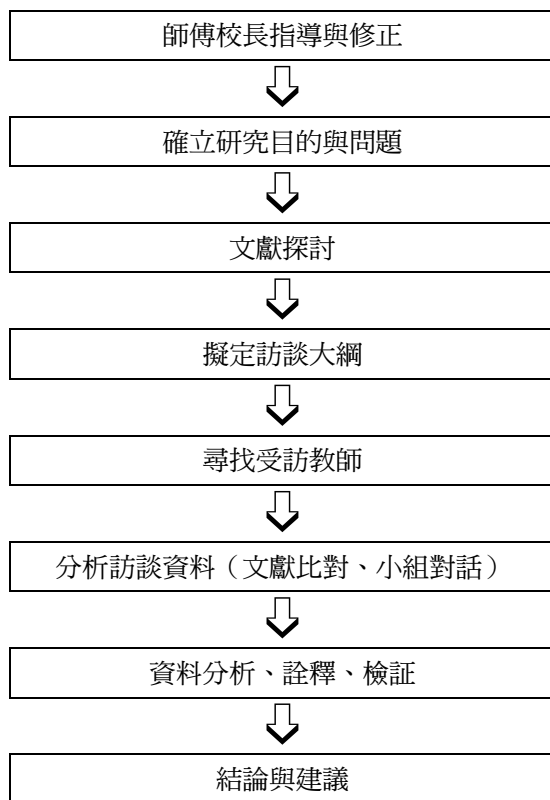 師傅校長指導與修正
確立研究目的與問題
文獻探討
擬定訪談大綱
尋找受訪教師
分析訪談資料（文獻比對、小組對話）
資料分析、詮釋、檢証
結論與建議